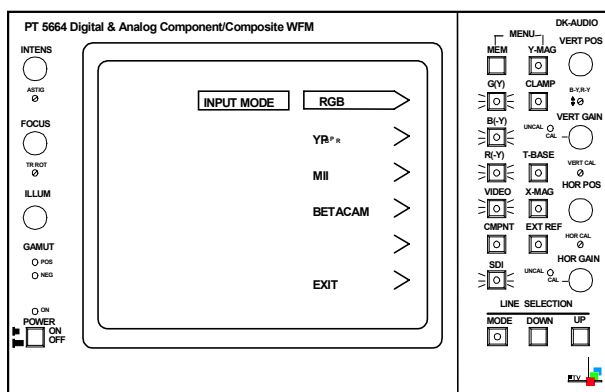 PT 5664 Digital & Analog Component/Composite WFM
DK-AUDIO
INTENS
ASTIG
FOCUS
TR ROT
ILLUM
GAMUT
POS
NEG
ON
POWER
ON
OFF
INPUT MODE
RGB
YPBPR
MII
BETACAM
EXIT
MENU
MEM
Y-MAG
VERT POS
G(Y)
CLAMP
B-Y,R-Y
B(-Y)
UNCAL
CAL
VERT GAIN
R(-Y)
T-BASE
VERT CAL
VIDEO
X-MAG
HOR POS
CMPNT
EXT REF
HOR CAL
SDI
UNCAL
CAL
HOR GAIN
LINE SELECTION
MODE
DOWN
UP
PTV